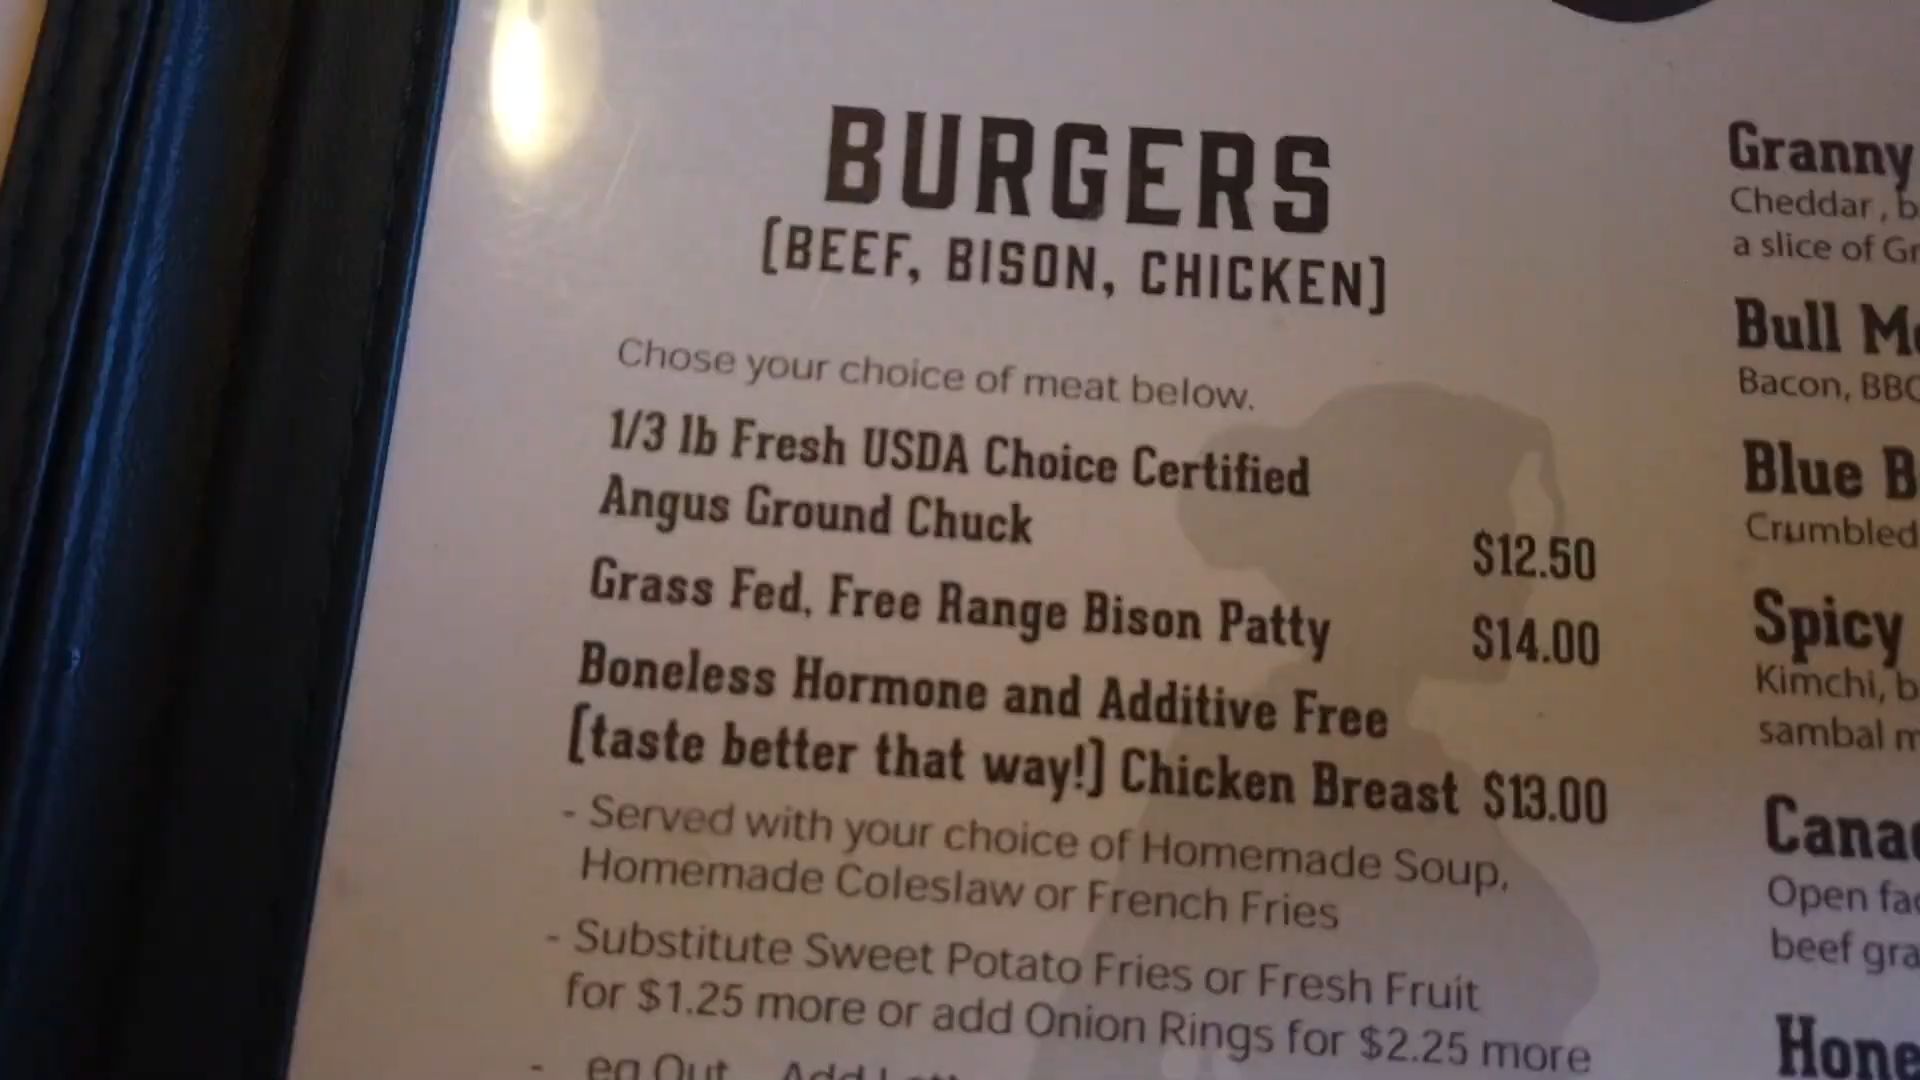 BURGERS
[BEEF, BISON, CHICKEN]
Chose your choice of meat below.
1/3 lb Fresh USDA Choice Certified
Angus Ground Chuck $12.50
Grass Fed, Free Range Bison Patty $14.00
Boneless Hormone and Additive Free
[taste better that way!] Chicken Breast $13.00
- Served with your choice of Homemade Soup,
Homemade Coleslaw or French Fries
- Substitute Sweet Potato Fries or Fresh Fruit
for $1.25 more or add Onion Rings for $2.25 more
- Out Add
Granny
Cheddar,
a slice of
Bull
Bacon,
Blue
Crumbled
Spicy
Kimchi,
sambal
Open
beef